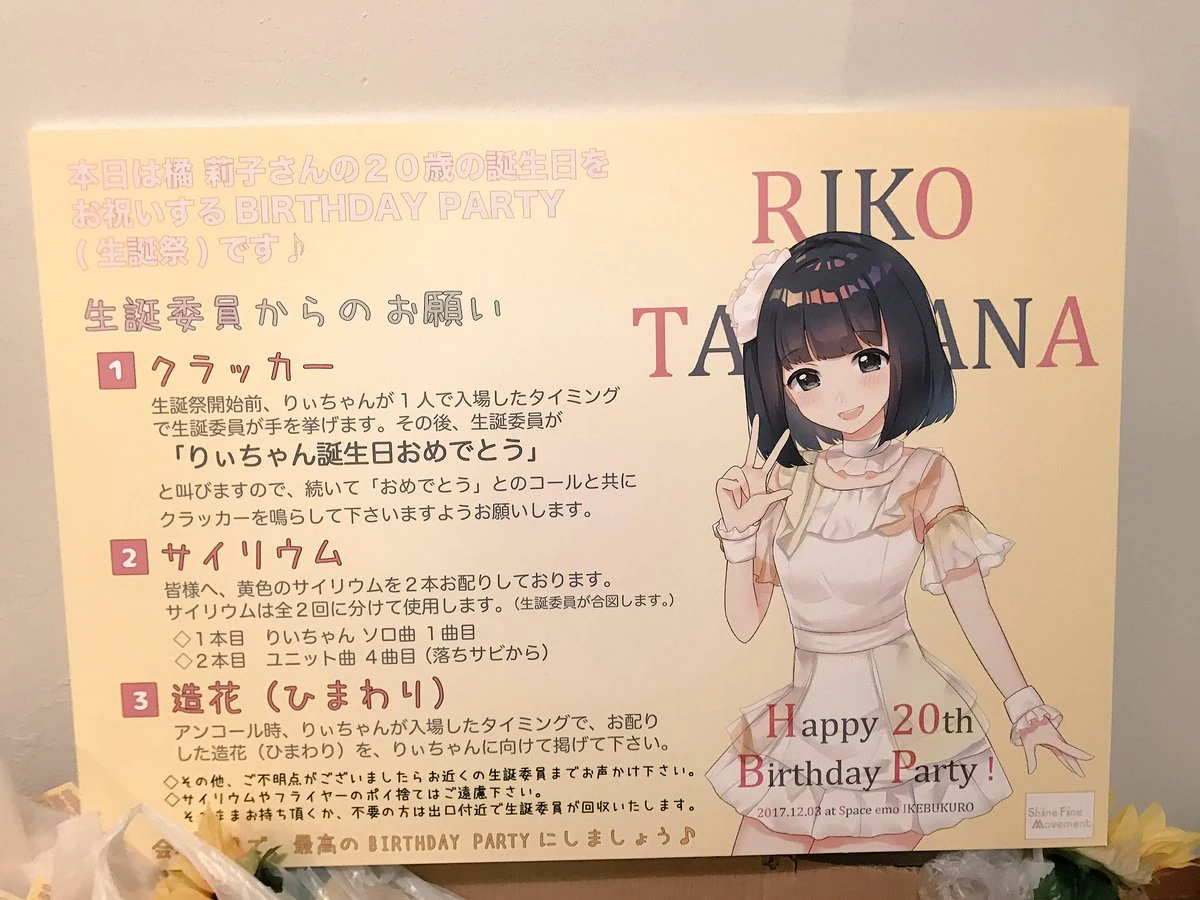 本日は橘 莉子さんの20歳の誕生日を
お祝いする BIRTHDAY PARTY
(生誕祭)です♪
生誕委員からのお願い
1 クラッカー
生誕祭開始前、りぃちゃんが1人で入場したタイミング
で生誕委員が手を挙げます。その後、生誕委員が
「りぃちゃん誕生日おめでとう」
と叫びますので、続いて「おめでとう」とのコールと共に
クラッカーを鳴らして下さいますようお願いします。
2 サイリウム
皆様へ、黄色のサイリウムを2本お配りしております。
サイリウムは全2回に分けて使用します。(生誕委員が合図します。)
◇1本目 りぃちゃん ソロ曲 1曲目
◇2本目 ユニット曲 4曲目(落ちサビから)
3 造花(ひまわり)
アンコール時、りぃちゃんが入場したタイミングで、お配り
した造花(ひまわり)を、りぃちゃんに向けて掲げて下さい。
◇その他、ご不明点がございましたらお近くの生誕委員までお声かけ下さい。
◇サイリウムやフライヤーのポイ捨てはご遠慮下さい。
そのままお持ち頂くか、不要の方は出口付近で生誕委員が回収いたします。
最高の BIRTHDAY PARTY にしましょう♪
RIKO
TA ANA
Happy 20th
Birthday Party !
2017.12.03 at Space emo IKEBUKURO
Shine Fine
Movement